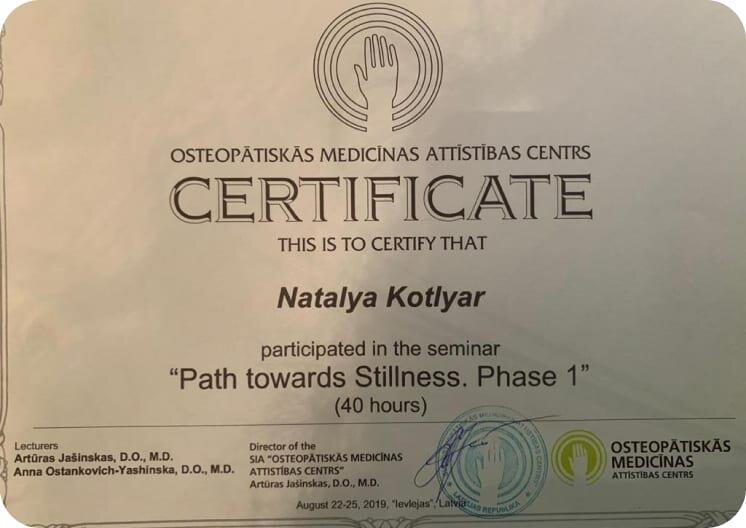 OSTEOPĀTISKĀS MEDICĪNAS ATTĪSTĪBAS CENTRS
CERTIFICATE
THIS IS TO CERTIFY THAT
Natalya Kotlyar
participated in the seminar
“Path towards Stillness. Phase 1”
(40 hours)
Lecturers
Artūras Jašinskas, D.O., M.D.
Anna Ostankovich-Yashinska, D.O., M.D.
Director of the
SIA “OSTEOPĀTISKĀS MEDICĪNAS
ATTĪSTĪBAS CENTRS”
Artūras Jašinskas, D.O., M.D.
August 22-25, 2019, "Ievlejas", Latvia
LATVIJAS REPUBLIKA
OSTEOPĀTISKĀS
MEDICĪNAS
ATTĪSTĪBAS CENTRS